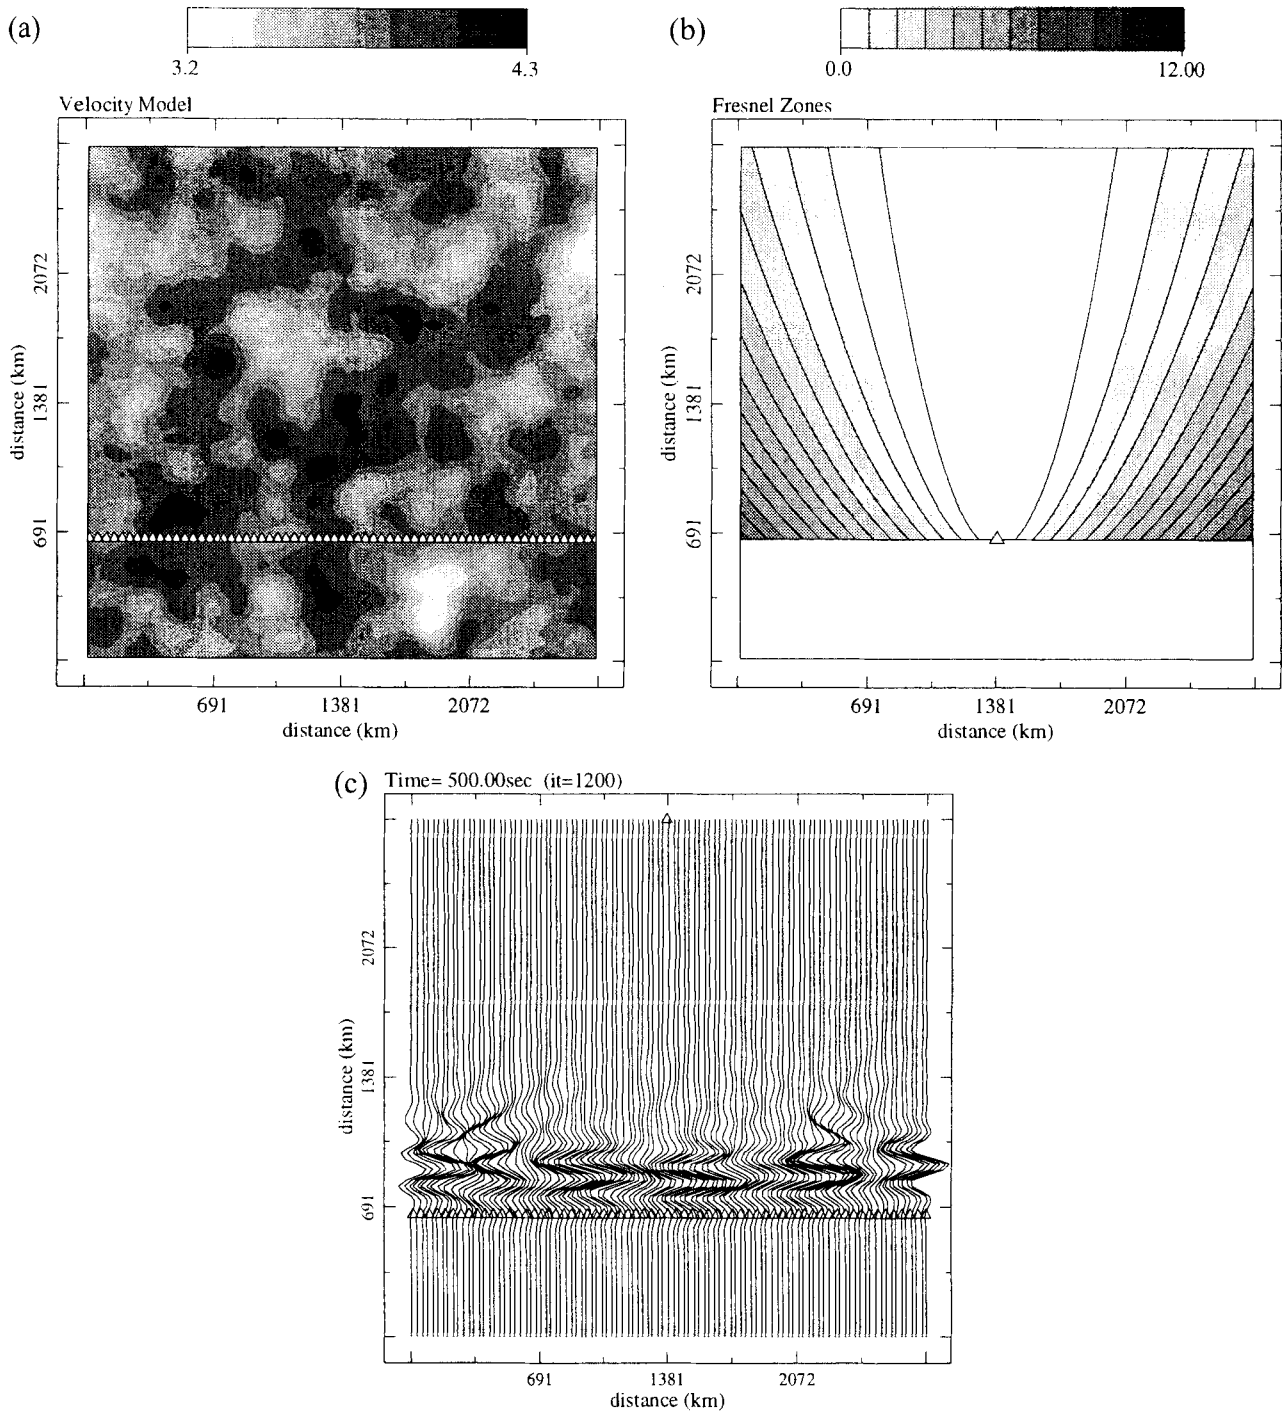 (a)
3.2 4.3
Velocity Model
2072
1381
691
distance (km)
691 1381 2072
distance (km)
(b)
0.0 12.00
Fresnel Zones
2072
1381
691
distance (km)
691 1381 2072
distance (km)
(c) Time= 500.00sec (it=1200)
2072
1381
691
distance (km)
691 1381 2072
distance (km)